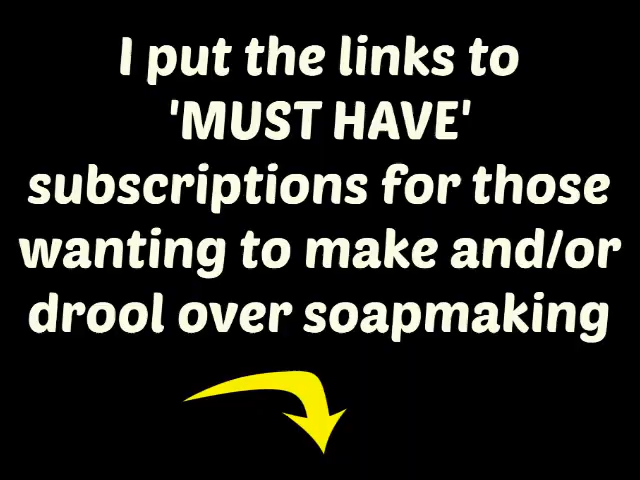 I put the links to
'MUST HAVE'
subscriptions for those
wanting to make and/or
drool over soapmaking